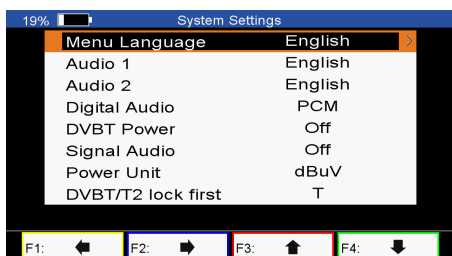 19% System Settings
Menu Language English >
Audio 1 English
Audio 2 English
Digital Audio PCM
DVBT Power Off
Signal Audio Off
Power Unit dBuV
DVBT/T2 lock first T
F1: F2: F3: F4: